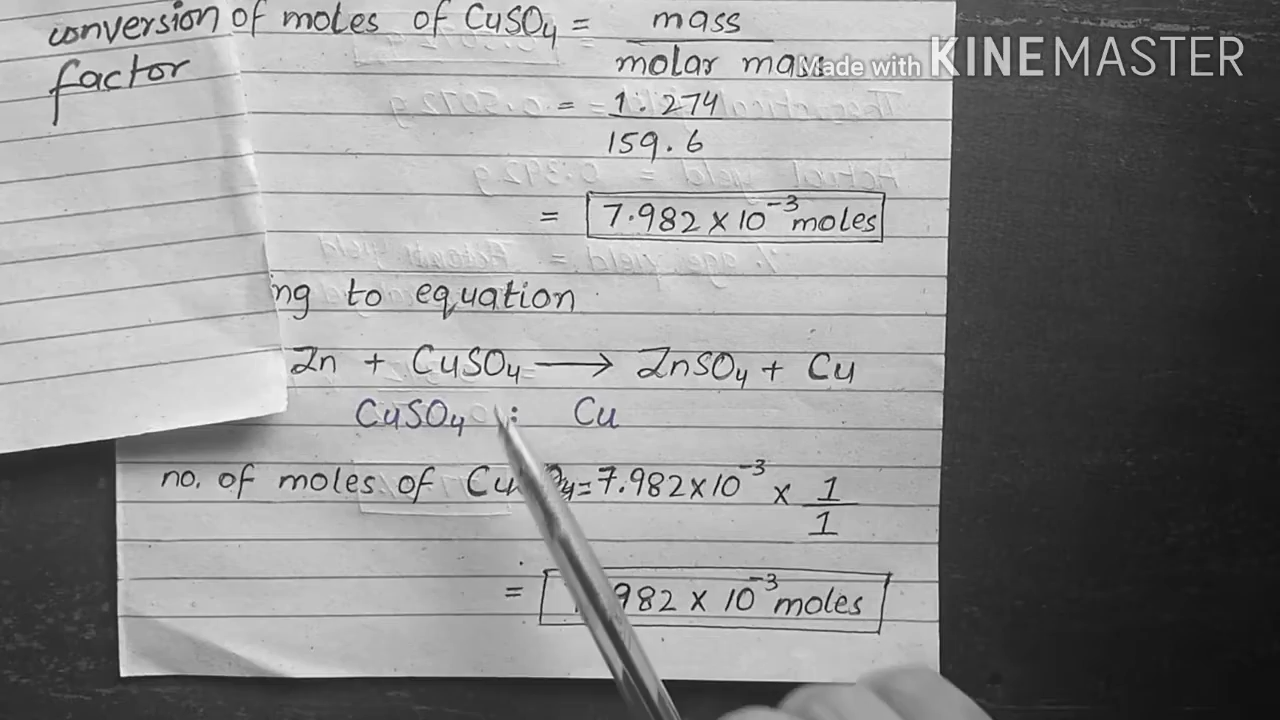 conversion of moles of CuSO₄ = mass
factor
molar mass
Made with KINEMASTER
= 1.274
159.6
= 7.982 × 10⁻³ moles
ng to equation
Zn + CuSO₄ → ZnSO₄ + Cu
CuSO₄ : Cu
no. of moles of Cu = 7.982 × 10⁻³ × 1
1
= 982 × 10⁻³ moles